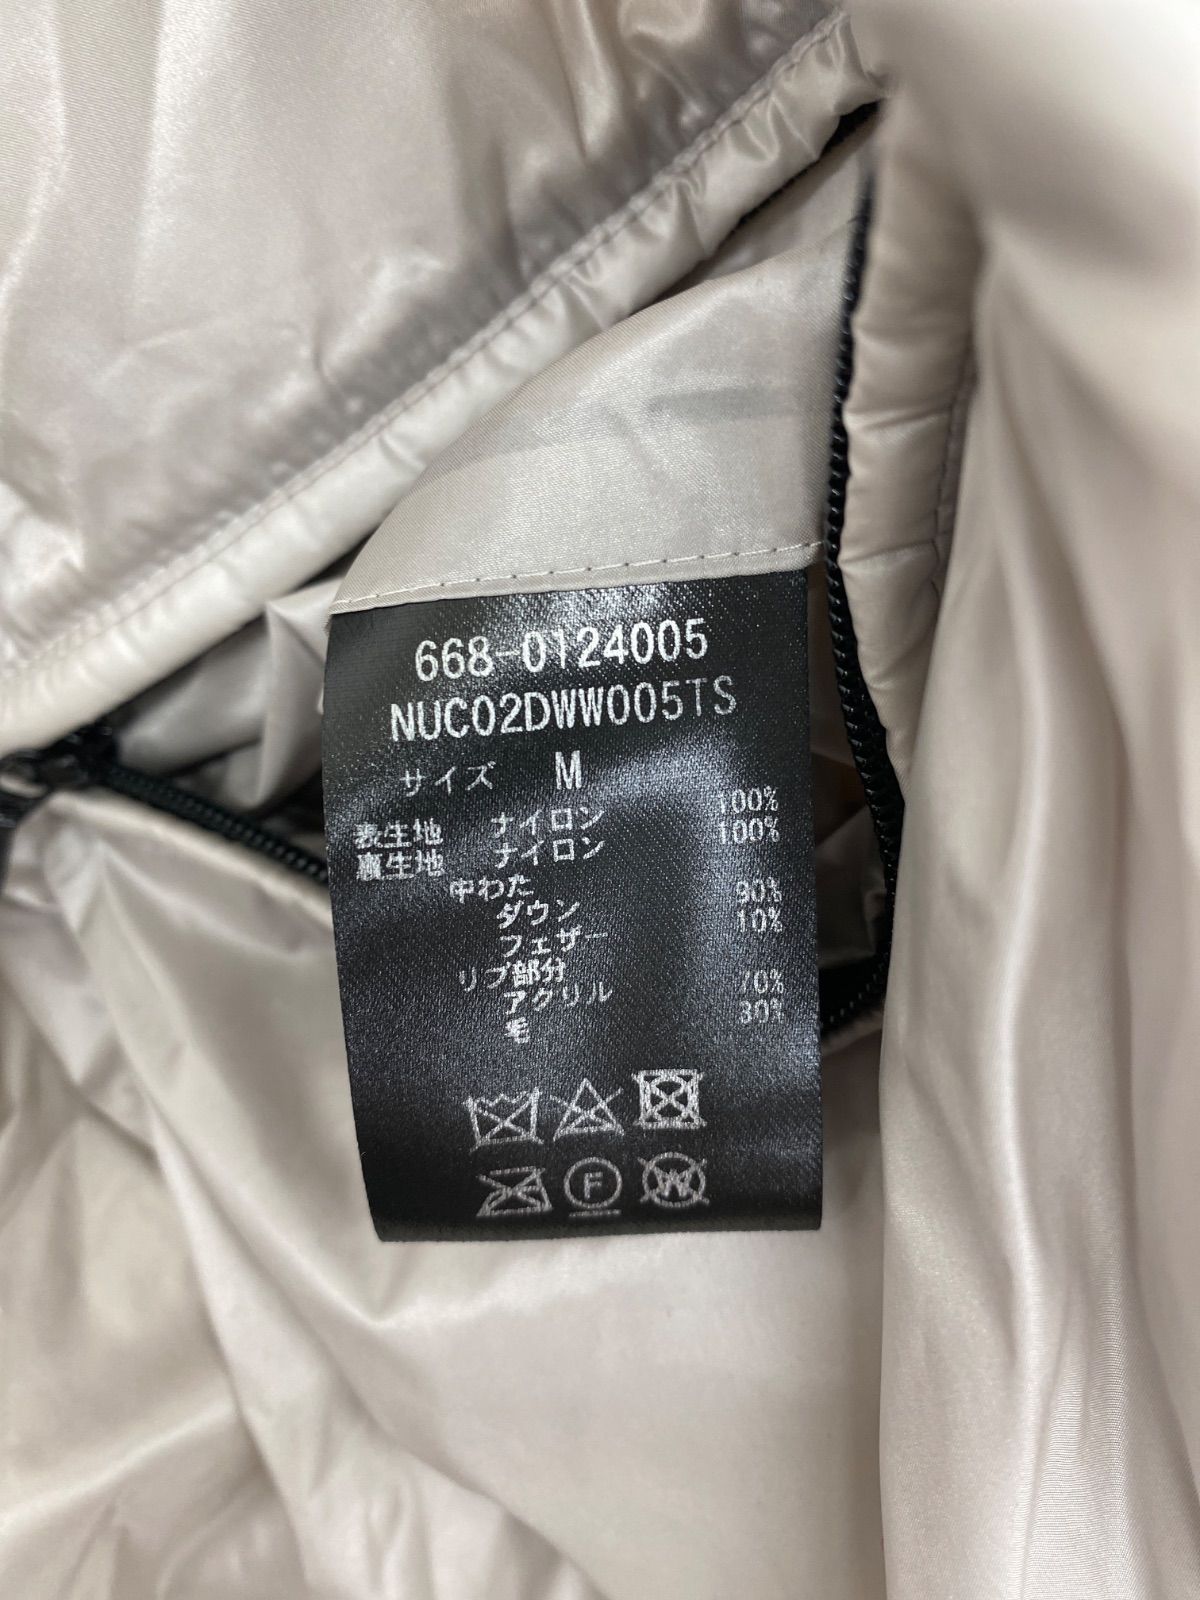 668-0124005
NUC02DWW005TS
サイズ M
表生地 ナイロン 100%
裏生地 ナイロン 100%
中わた
ダウン 90%
フェザー 10%
リブ部分
アクリル 70%
毛 30%
F
W